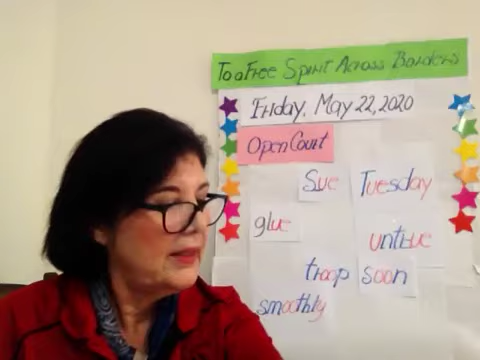 To a Free Spirit Across Borders
Friday, May 22, 2020
Open Court
Sue Tuesday
glue
untrue
troop soon
smoothly